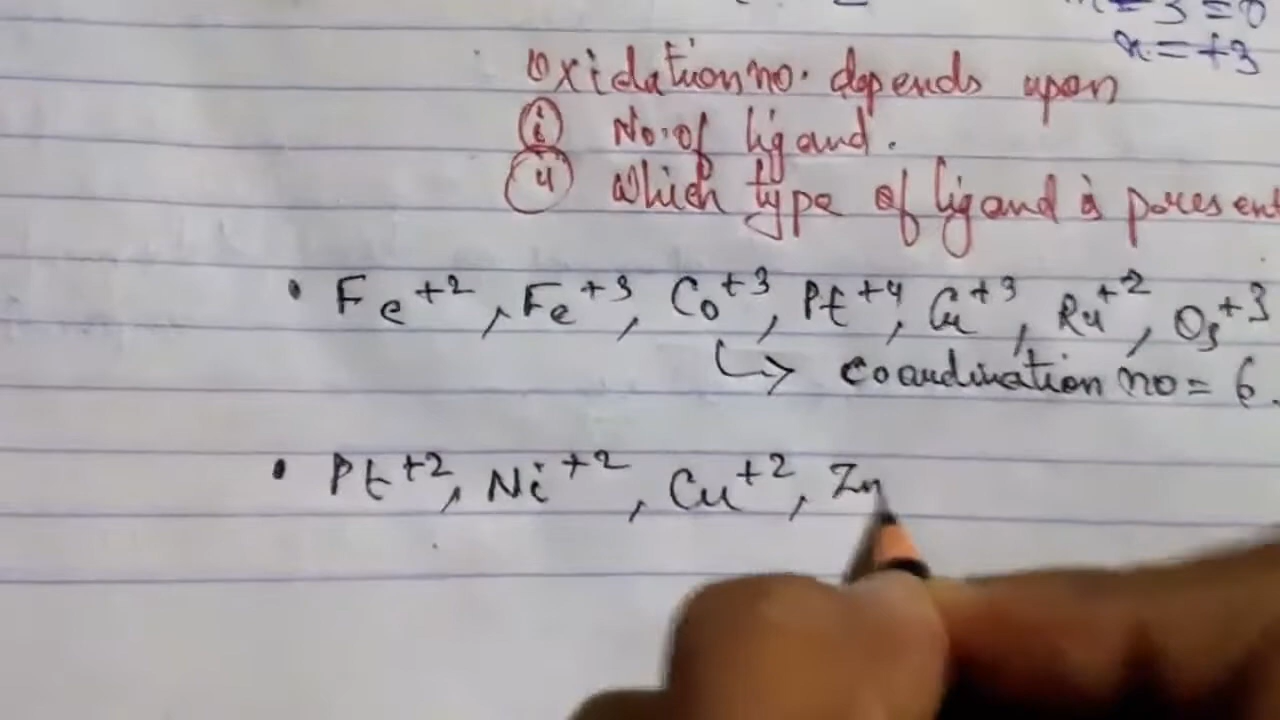 x = +3
Oxidation no. depends upon
(i) No. of ligand.
(ii) Which type of ligand is present
• Fe+2, Fe+3, Co+3, Pt+4, Cu+3, Ru+2, Os+3
↳ coordination no = 6.
• Pt+2, Ni+2, Cu+2, Zn